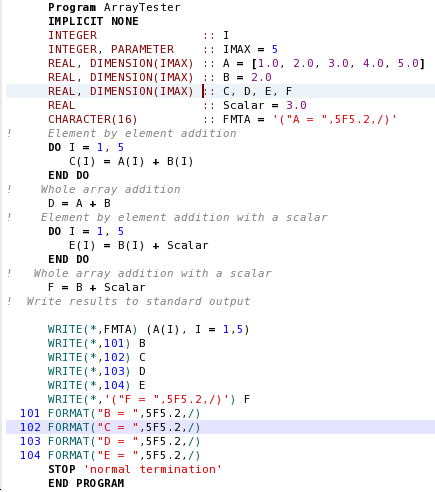 Program ArrayTester
IMPLICIT NONE
INTEGER :: I
INTEGER, PARAMETER :: IMAX = 5
REAL, DIMENSION(IMAX) :: A = [1.0, 2.0, 3.0, 4.0, 5.0]
REAL, DIMENSION(IMAX) :: B = 2.0
REAL, DIMENSION(IMAX) :: C, D, E, F
REAL :: Scalar = 3.0
CHARACTER(16) :: FMTA = '("A = ",5F5.2,/)'
! Element by element addition
DO I = 1, 5
C(I) = A(I) + B(I)
END DO
! Whole array addition
D = A + B
! Element by element addition with a scalar
DO I = 1, 5
E(I) = B(I) + Scalar
END DO
! Whole array addition with a scalar
F = B + Scalar
! Write results to standard output
WRITE(*,FMTA) (A(I), I = 1,5)
WRITE(*,101) B
WRITE(*,102) C
WRITE(*,103) D
WRITE(*,104) E
WRITE(*,'("F = ",5F5.2,/)') F
101 FORMAT("B = ",5F5.2,/)
102 FORMAT("C = ",5F5.2,/)
103 FORMAT("D = ",5F5.2,/)
104 FORMAT("E = ",5F5.2,/)
STOP 'normal termination'
END PROGRAM